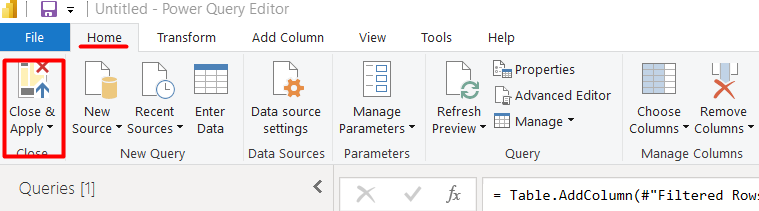 Untitled - Power Query Editor
File Home Transform Add Column View Tools Help
Close & Apply
New Source
Recent Sources
Enter Data
Data source settings
Manage Parameters
Refresh Preview
Properties
Advanced Editor
Manage
Choose Columns
Remove Columns
Close New Query Data Sources Parameters Query Manage Columns
Queries [1]
fx
= Table.AddColumn(#"Filtered Rows